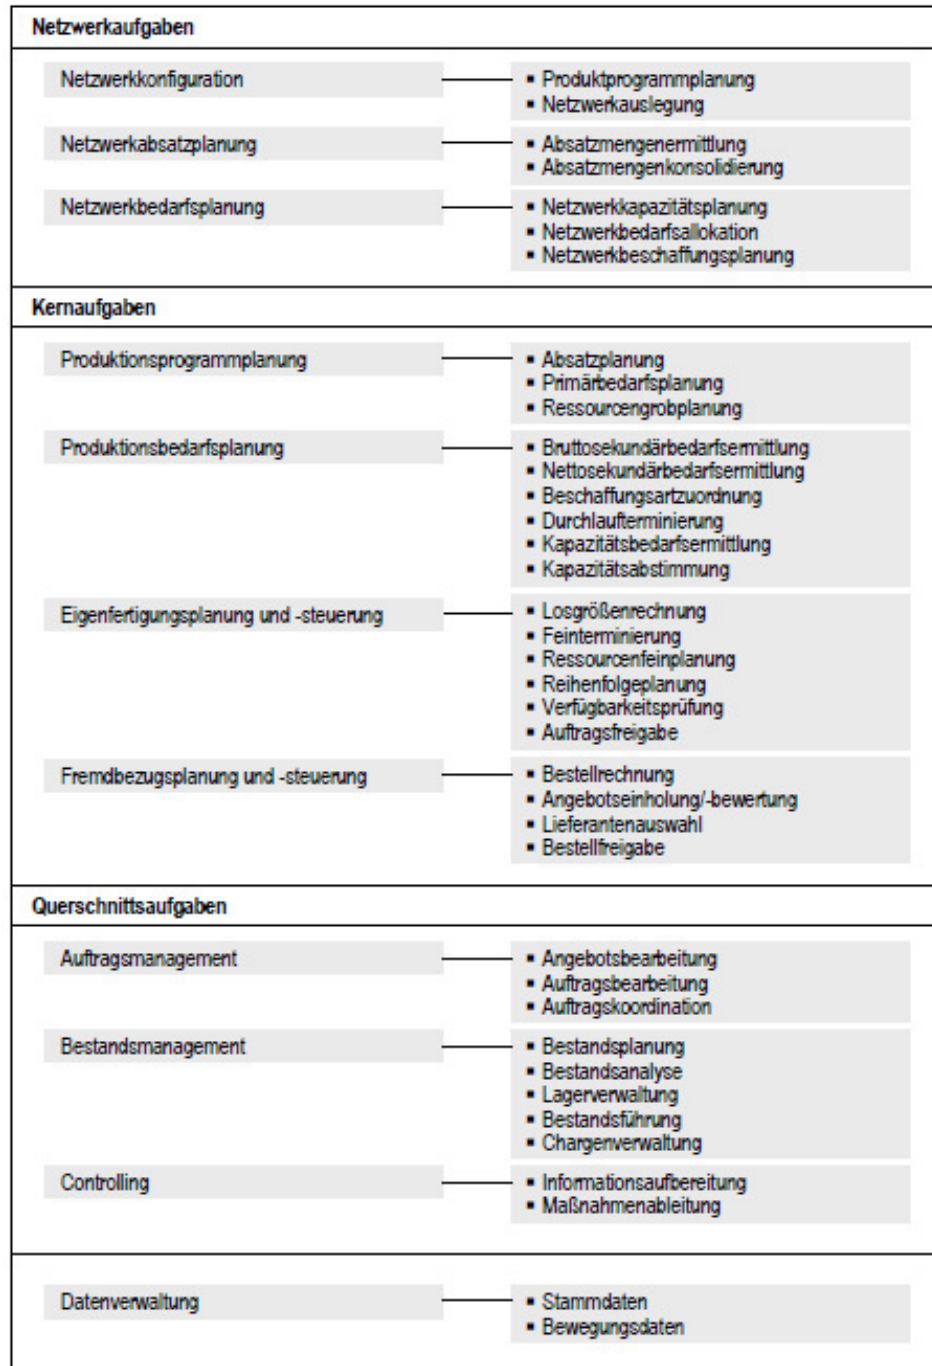 Netzwerkaufgaben
Netzwerkkonfiguration
▪ Produktprogrammplanung
▪ Netzwerkauslegung
Netzwerkabsatzplanung
▪ Absatzmengenermittlung
▪ Absatzmengenkonsolidierung
Netzwerkbedarfsplanung
▪ Netzwerkkapazitätsplanung
▪ Netzwerkbedarfsallokation
▪ Netzwerkbeschaffungsplanung
Kernaufgaben
Produktionsprogrammplanung
▪ Absatzplanung
▪ Primärbedarfsplanung
▪ Ressourcengrobplanung
Produktionsbedarfsplanung
▪ Bruttosekundärbedarfsermittlung
▪ Nettosekundärbedarfsermittlung
▪ Beschaffungsartzuordnung
▪ Durchlaufterminierung
▪ Kapazitätsbedarfsermittlung
▪ Kapazitätsabstimmung
Eigenfertigungsplanung und -steuerung
▪ Losgrößenrechnung
▪ Feinterminierung
▪ Ressourcenfeinplanung
▪ Reihenfolgeplanung
▪ Verfügbarkeitsprüfung
▪ Auftragsfreigabe
Fremdbezugsplanung und -steuerung
▪ Bestellrechnung
▪ Angebotseinholung/-bewertung
▪ Lieferantenauswahl
▪ Bestellfreigabe
Querschnittsaufgaben
Auftragsmanagement
▪ Angebotsbearbeitung
▪ Auftragsbearbeitung
▪ Auftragskoordination
Bestandsmanagement
▪ Bestandsplanung
▪ Bestandsanalyse
▪ Lagerverwaltung
▪ Bestandsführung
▪ Chargenverwaltung
Controlling
▪ Informationsaufbereitung
▪ Maßnahmenableitung
Datenverwaltung
▪ Stammdaten
▪ Bewegungsdaten